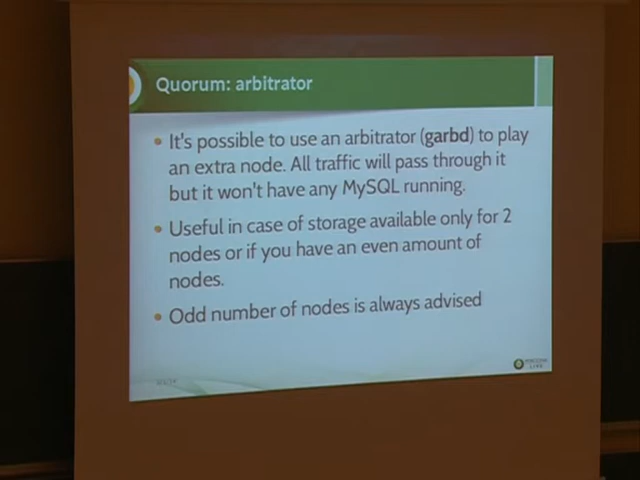 Quorum: arbitrator
• It's possible to use an arbitrator (garbd) to play
an extra node. All traffic will pass through it
but it won't have any MySQL running.
• Useful in case of storage available only for 2
nodes or if you have an even amount of
nodes.
• Odd number of nodes is always advised
PERCONA
LIVE